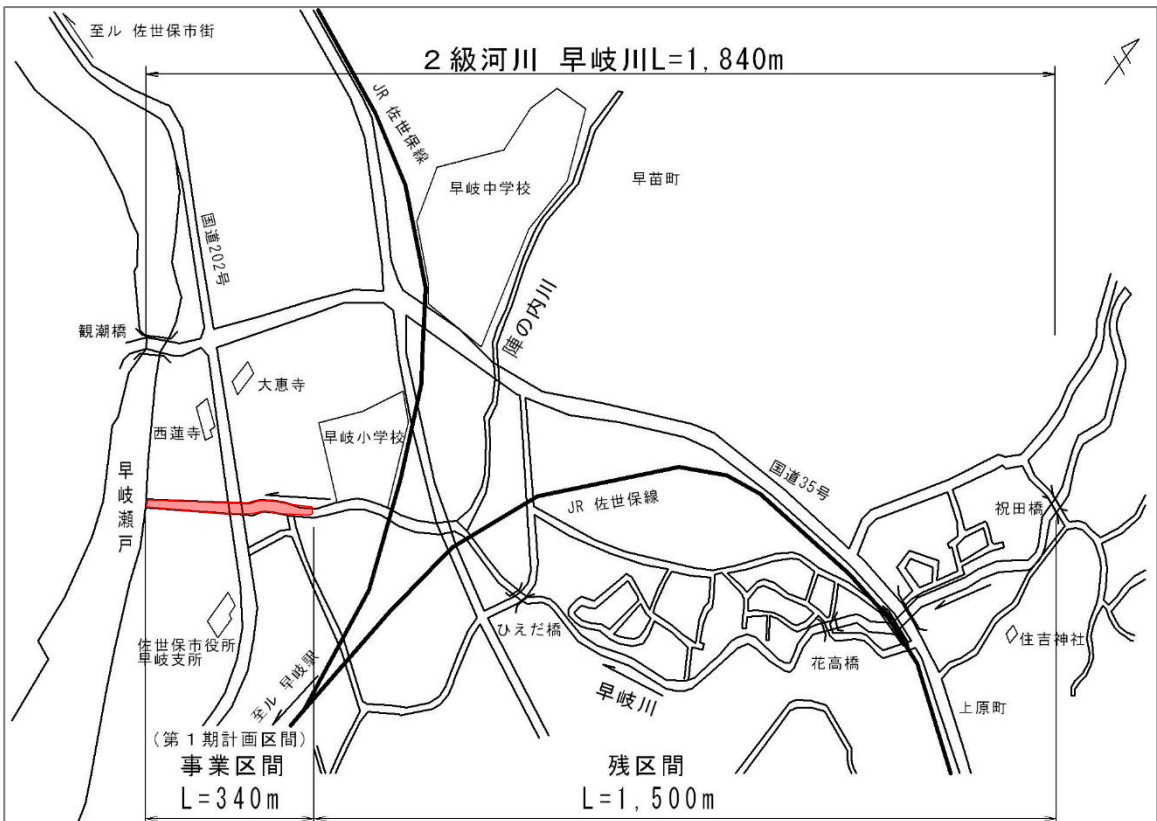 至ル 佐世保市街
２級河川 早岐川L=1,840m
JR 佐世保線
早岐中学校
早苗町
国道202号
陣の内川
観潮橋
大恵寺
西蓮寺
早岐小学校
早岐瀬戸
国道35号
JR 佐世保線
祝田橋
ひえだ橋
佐世保市役所
早岐支所
住吉神社
花高橋
早岐川
至ル 早岐駅
上原町
(第１期計画区間)
事業区間
L=340m
残区間
L=1,500m